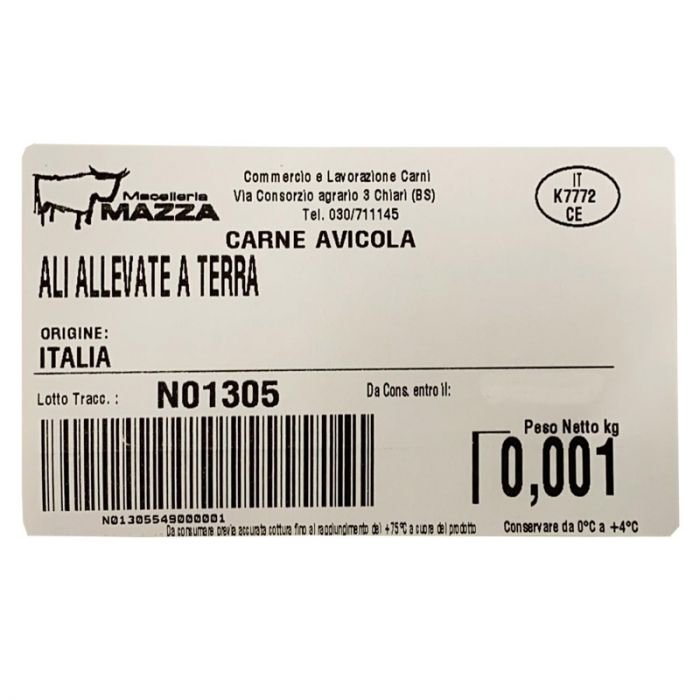 Macelleria
MAZZA
Commercio e Lavorazione Carni
Via Consorzio agrario 3 Chiari (BS)
Tel. 030/711145
IT
K7772
CE
CARNE AVICOLA
ALI ALLEVATE A TERRA
ORIGINE:
ITALIA
Lotto Tracc. : N01305 Da Cons. entro il:
Peso Netto kg
0,001
N01305549000001
Da consumare previa accurata cottura fino al raggiungimento dei +75°C a cuore del prodotto
Conservare da 0°C a +4°C